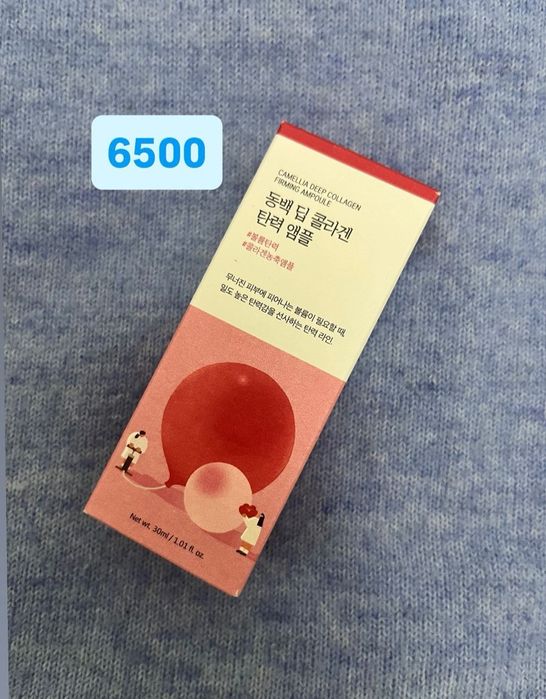 6500
CAMELLIA DEEP COLLAGEN
FIRMING AMPOULE
동백 딥 콜라겐
탄력 앰플
#볼륨탄력
#콜라겐농축앰플
무너진 피부에 피어나는 볼륨이 필요할 때,
밀도 높은 탄력감을 선사하는 탄력 라인.
Net wt. 30ml / 1.01 fl. oz.